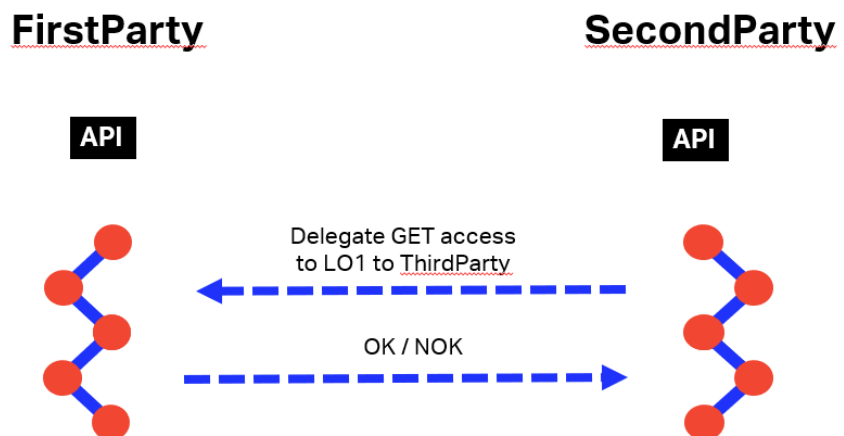 FirstParty
SecondParty
API
API
Delegate GET access
to LO1 to ThirdParty
OK / NOK